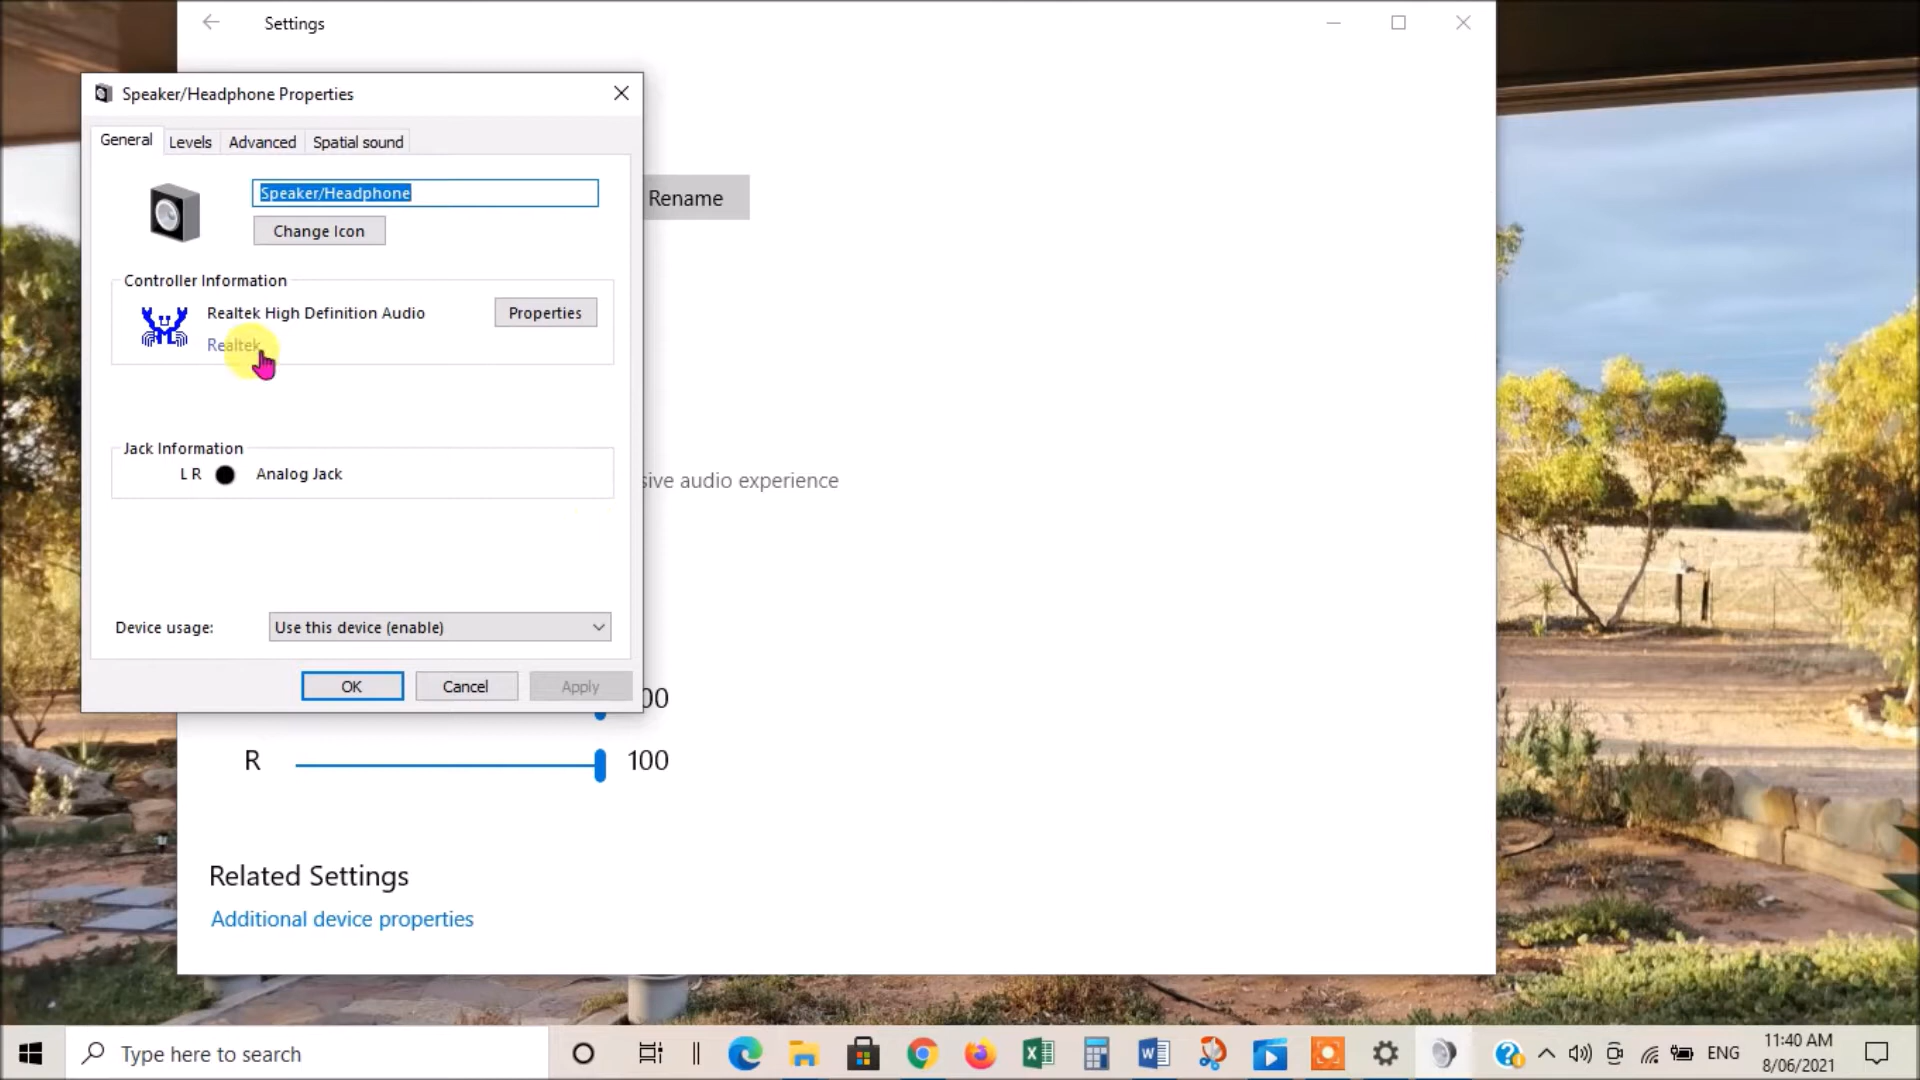 Settings
Speaker/Headphone Properties
General Levels Advanced Spatial sound
Speaker/Headphone
Rename
Change Icon
Controller Information
Realtek High Definition Audio
Properties
Realtek
Jack Information
L R Analog Jack
sive audio experience
Device usage: Use this device (enable)
OK Cancel Apply
00
R 100
Related Settings
Additional device properties
Type here to search
ENG
11:40 AM
8/06/2021